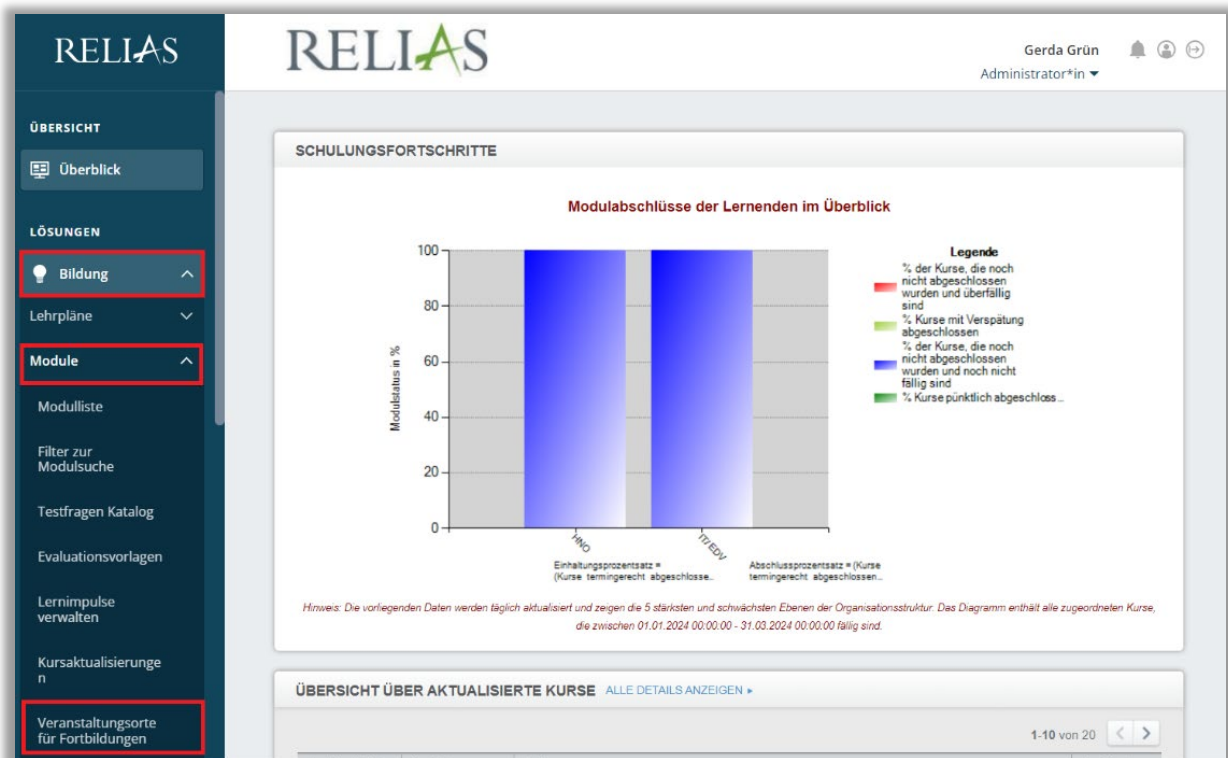 RELIAS
RELIAS
Gerda Grün
Administrator*in
ÜBERSICHT
Überblick
LÖSUNGEN
Bildung
Lehrpläne
Module
Modulliste
Filter zur
Modulsuche
Testfragen Katalog
Evaluationsvorlagen
Lernimpulse
verwalten
Kursaktualisierunge
n
Veranstaltungsorte
für Fortbildungen
SCHULUNGSFORTSCHRITTE
Modulabschlüsse der Lernenden im Überblick
Modulstatus in %
100
80
60
40
20
0
HNO
IT/ EDV
Einhaltungsprozentsatz =
(Kurse termingerecht abgeschlosse...
Abschlussprozentsatz = (Kurse
termingerecht abgeschlossen...
Legende
% der Kurse, die noch
nicht abgeschlossen
wurden und überfällig
sind
% Kurse mit Verspätung
abgeschlossen
% der Kurse, die noch
nicht abgeschlossen
wurden und noch nicht
fällig sind
% Kurse pünktlich abgeschloss...
Hinweis: Die vorliegenden Daten werden täglich aktualisiert und zeigen die 5 stärksten und schwächsten Ebenen der Organisationsstruktur. Das Diagramm enthält alle zugeordneten Kurse,
die zwischen 01.01.2024 00:00:00 - 31.03.2024 00:00:00 fällig sind.
ÜBERSICHT ÜBER AKTUALISIERTE KURSE ALLE DETAILS ANZEIGEN
1-10 von 20